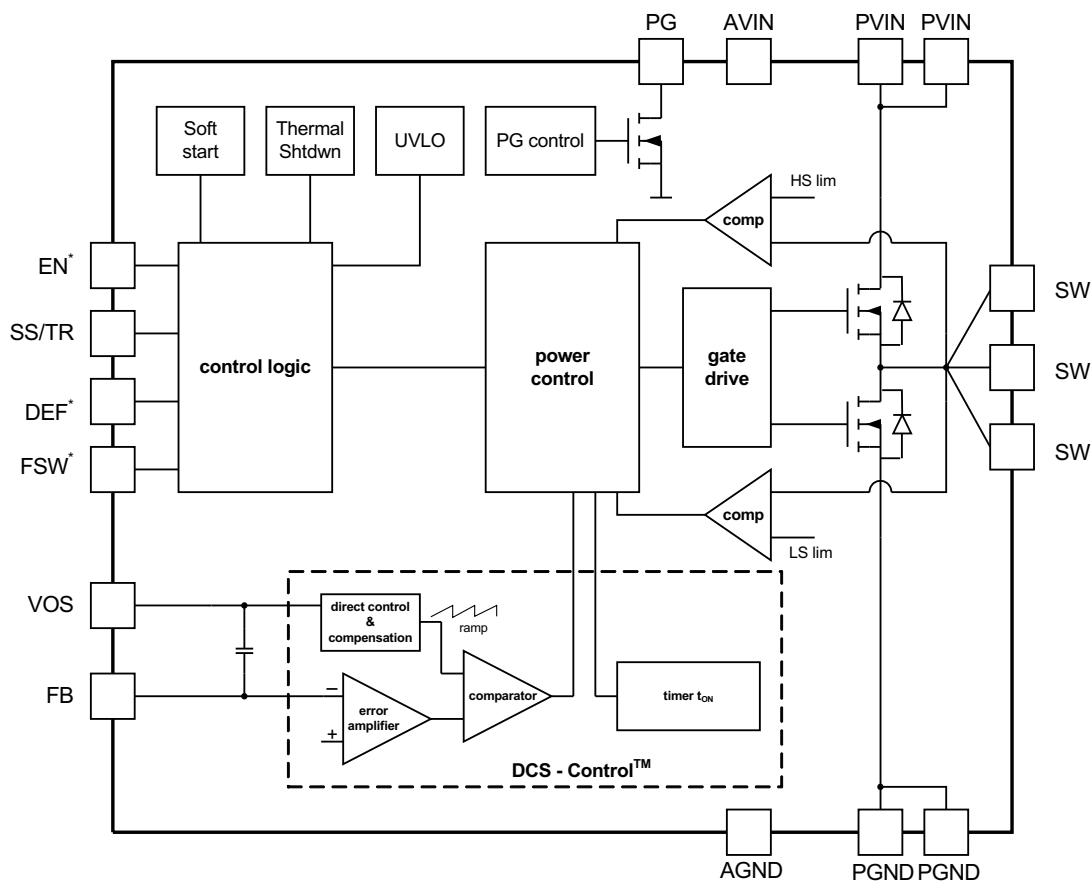 PG
AVIN
PVIN
PVIN
Soft
start
Thermal
Shtdwn
UVLO
PG control
HS lim
comp
EN*
SS/TR
DEF*
FSW*
control logic
power
control
gate
drive
SW
SW
SW
comp
LS lim
VOS
FB
direct control
&
compensation
ramp
–
+
error
amplifier
comparator
timer tON
DCS - Control™
AGND
PGND
PGND